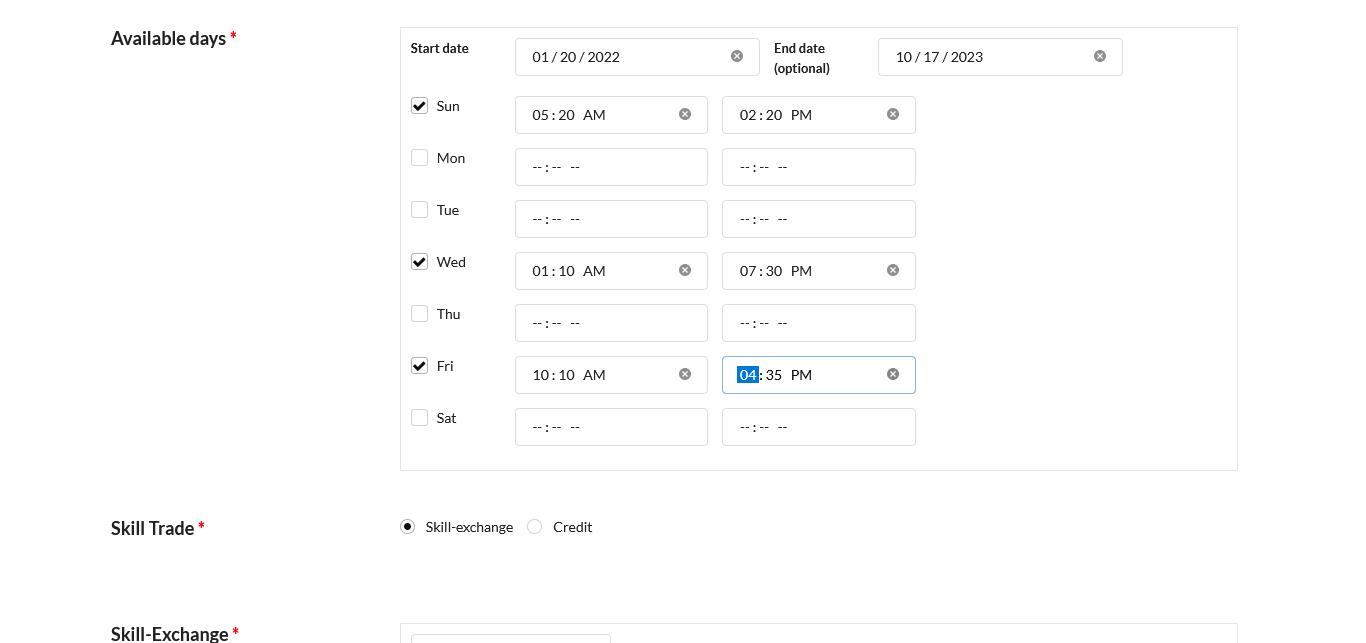 Available days *
Start date 01 / 20 / 2022 End date (optional) 10 / 17 / 2023
Sun 05 : 20 AM 02 : 20 PM
Mon -- : -- -- -- : -- --
Tue -- : -- -- -- : -- --
Wed 01 : 10 AM 07 : 30 PM
Thu -- : -- -- -- : -- --
Fri 10 : 10 AM 04 : 35 PM
Sat -- : -- -- -- : -- --
Skill Trade * Skill-exchange Credit
Skill-Exchange *